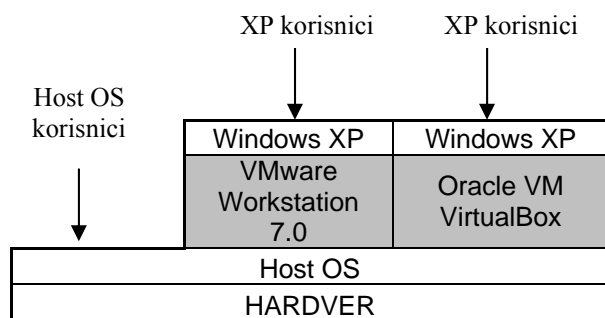 XP korisnici
XP korisnici
Host OS
korisnici
Windows XP
Windows XP
VMware
Workstation
7.0
Oracle VM
VirtualBox
Host OS
HARDVER